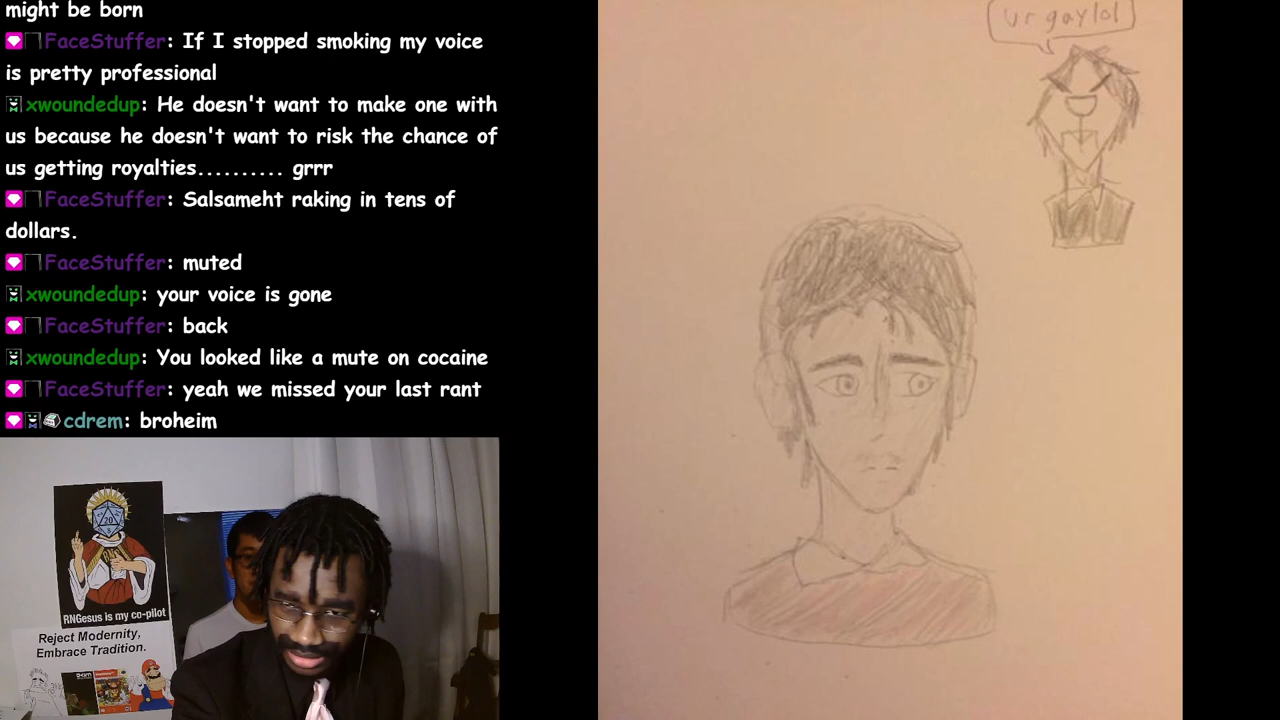 might be born
FaceStuffer: If I stopped smoking my voice
is pretty professional
xwoundedup: He doesn't want to make one with
us because he doesn't want to risk the chance of
us getting royalties.......... grrr
FaceStuffer: Salsameht raking in tens of
dollars.
FaceStuffer: muted
xwoundedup: your voice is gone
FaceStuffer: back
xwoundedup: You looked like a mute on cocaine
FaceStuffer: yeah we missed your last rant
cdrem: broheim
ur gay lol
20
RNGesus is my co-pilot
Reject Modernity,
Embrace Tradition.